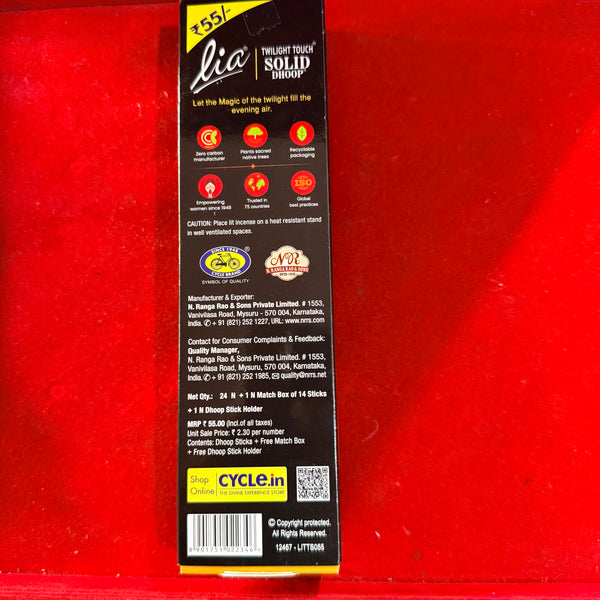 ₹55/-
lia®
TWILIGHT TOUCH®
SOLID
DHOOP
Let the Magic of the twilight fill the
evening air.
Zero carbon manufacturer
Plants sacred native trees
Recyclable packaging
ISO
Empowering women since 1948
Trusted in 75 countries
Global best practices
CAUTION: Place lit incense on a heat resistant stand
in well ventilated spaces.
SINCE 1948
CYCLE BRAND
SYMBOL OF QUALITY
NR
N. RANGA RAO & SONS
Manufacturer & Exporter:
N. Ranga Rao & Sons Private Limited. # 1553,
Vanivilasa Road, Mysuru - 570 004, Karnataka,
India. ✆ + 91 (821) 252 1227, URL: www.nrrs.com
Contact for Consumer Complaints & Feedback:
Quality Manager,
N. Ranga Rao & Sons Private Limited. # 1553,
Vanivilasa Road, Mysuru - 570 004, Karnataka,
India. ✆ + 91 (821) 252 1985, ✉ quality@nrrs.net
Net Qty.: 24 N + 1 N Match Box of 14 Sticks
+ 1 N Dhoop Stick Holder
MRP ₹ 55.00 (Incl.of all taxes)
Unit Sale Price: ₹ 2.30 per number
Contents: Dhoop Sticks + Free Match Box
+ Free Dhoop Stick Holder
Shop Online
CYCLe.in
THE DIVINE EXPERIENCE STORE
8901751022346
© Copyright protected.
All Rights Reserved.
12467 - LITTS055